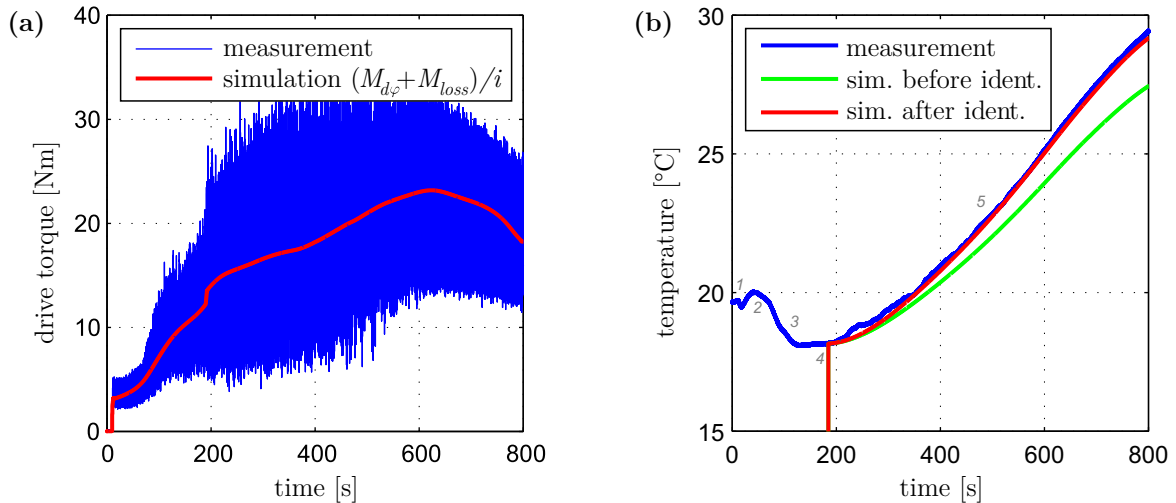 (a)
40
30
20
10
0
drive torque [Nm]
measurement
simulation (M_dφ+M_loss)/i
0 200 400 600 800
time [s]
(b)
30
25
20
15
temperature [°C]
measurement
sim. before ident.
sim. after ident.
1
2
3
4
5
0 200 400 600 800
time [s]